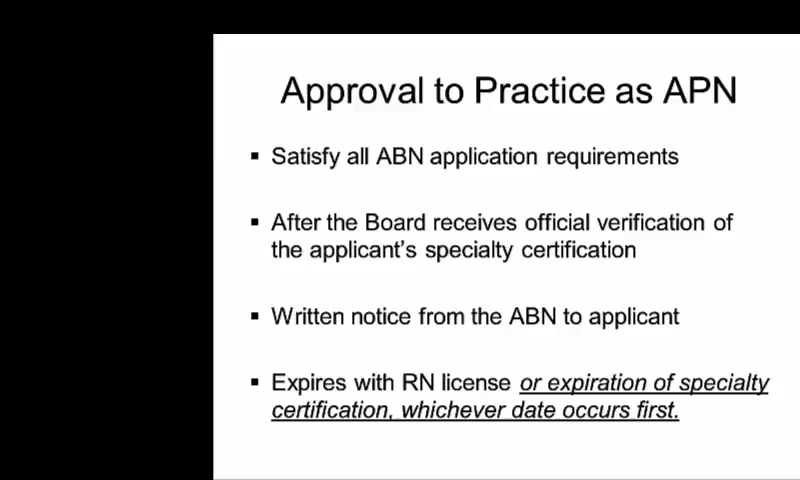 Approval to Practice as APN
▪ Satisfy all ABN application requirements
▪ After the Board receives official verification of
the applicant's specialty certification
▪ Written notice from the ABN to applicant
▪ Expires with RN license or expiration of specialty
certification, whichever date occurs first.